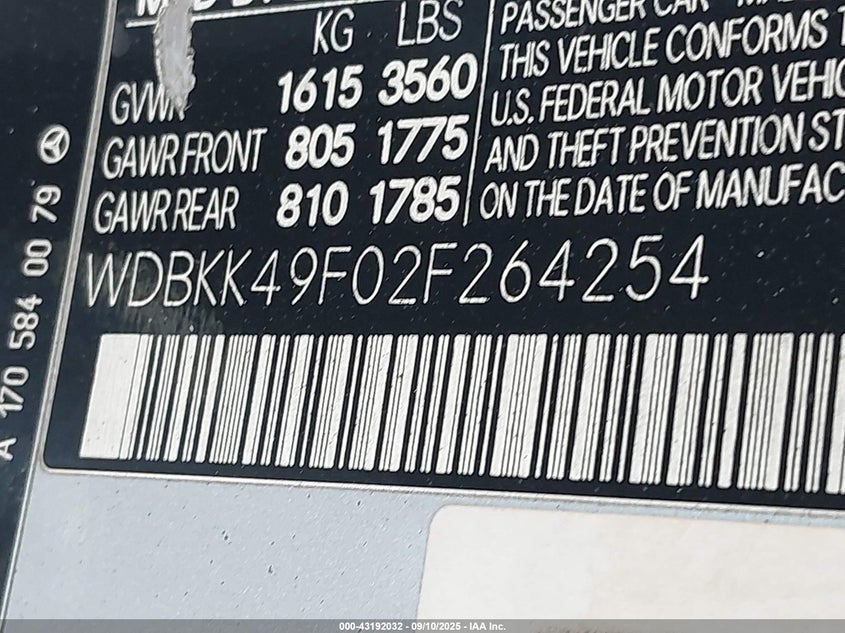 KG LBS
GVWR 1615 3560
GAWR FRONT 805 1775
GAWR REAR 810 1785
PASSENGER CAR
THIS VEHICLE CONFORMS
U.S. FEDERAL MOTOR VEHIC
AND THEFT PREVENTION ST
ON THE DATE OF MANUFAC
WDBKK49F02F264254
A 170 584 00 79
000-43192032 - 09/10/2025 - IAA Inc.